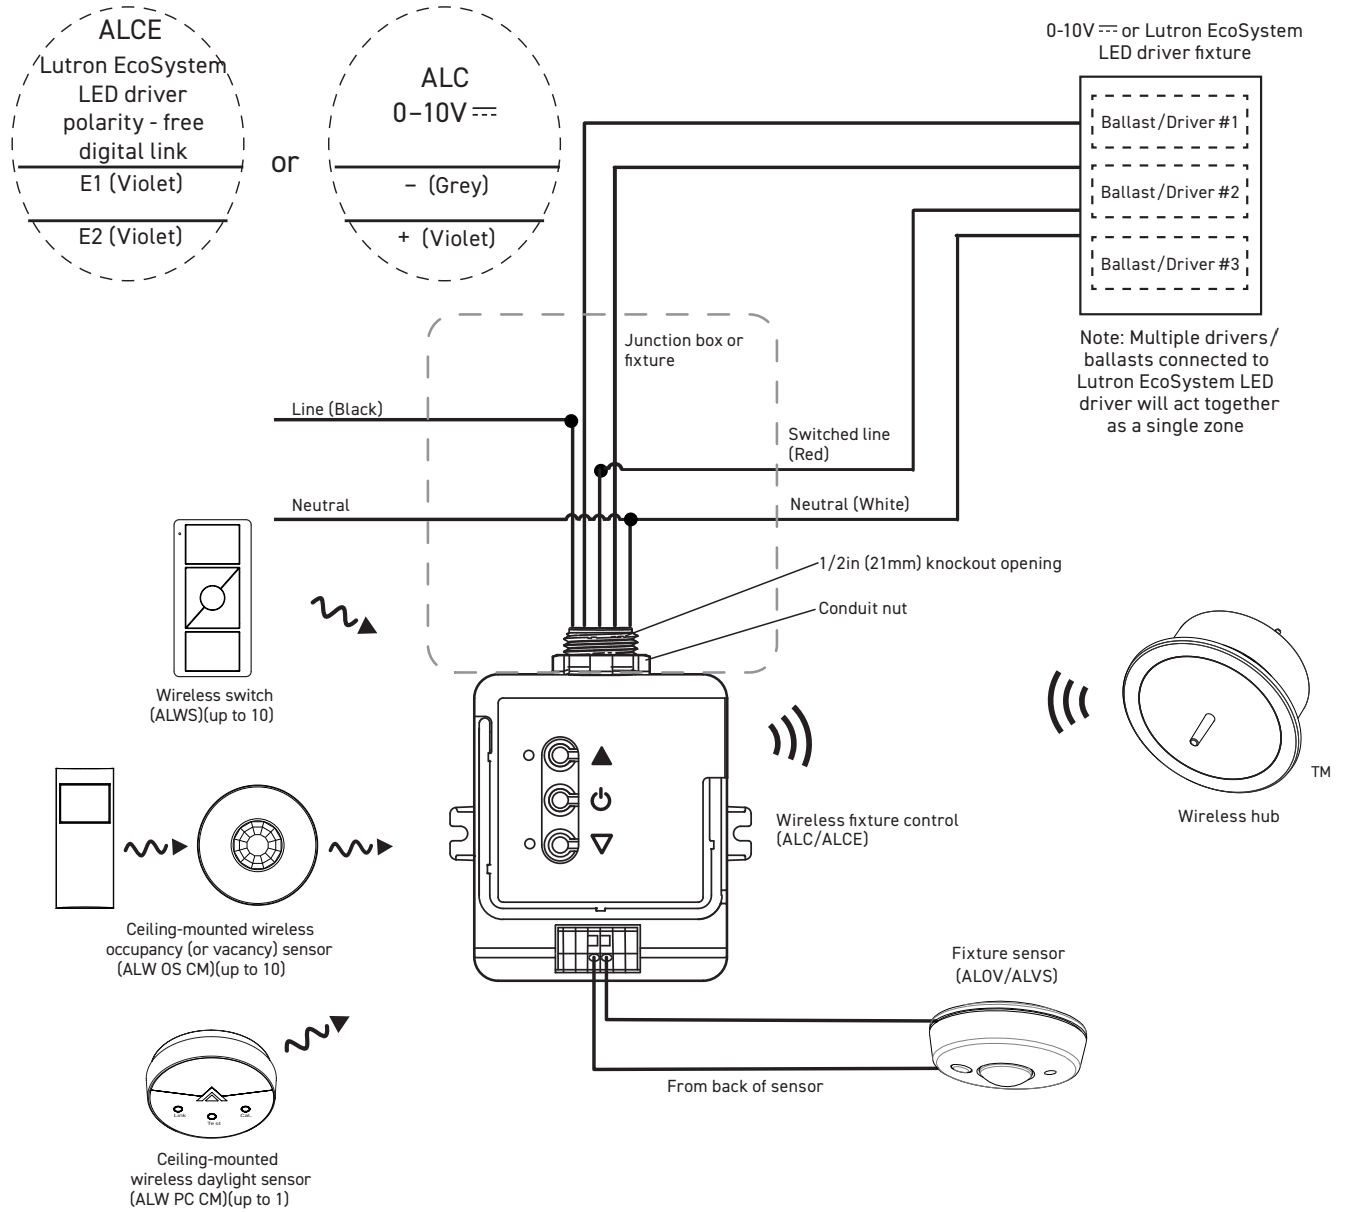 ALCE
Lutron EcoSystem
LED driver
polarity - free
digital link
E1 (Violet)
E2 (Violet)
or
ALC
0–10V
– (Grey)
+ (Violet)
0-10V or Lutron EcoSystem
LED driver fixture
Ballast/Driver #1
Ballast/Driver #2
Ballast/Driver #3
Note: Multiple drivers/
ballasts connected to
Lutron EcoSystem LED
driver will act together
as a single zone
Junction box or
fixture
Line (Black)
Switched line
(Red)
Neutral
Neutral (White)
1/2in (21mm) knockout opening
Conduit nut
Wireless switch
(ALWS)(up to 10)
TM
Wireless hub
Wireless fixture control
(ALC/ALCE)
Ceiling-mounted wireless
occupancy (or vacancy) sensor
(ALW OS CM)(up to 10)
Fixture sensor
(ALOV/ALVS)
From back of sensor
Link
Test
Cal.
Ceiling-mounted
wireless daylight sensor
(ALW PC CM)(up to 1)